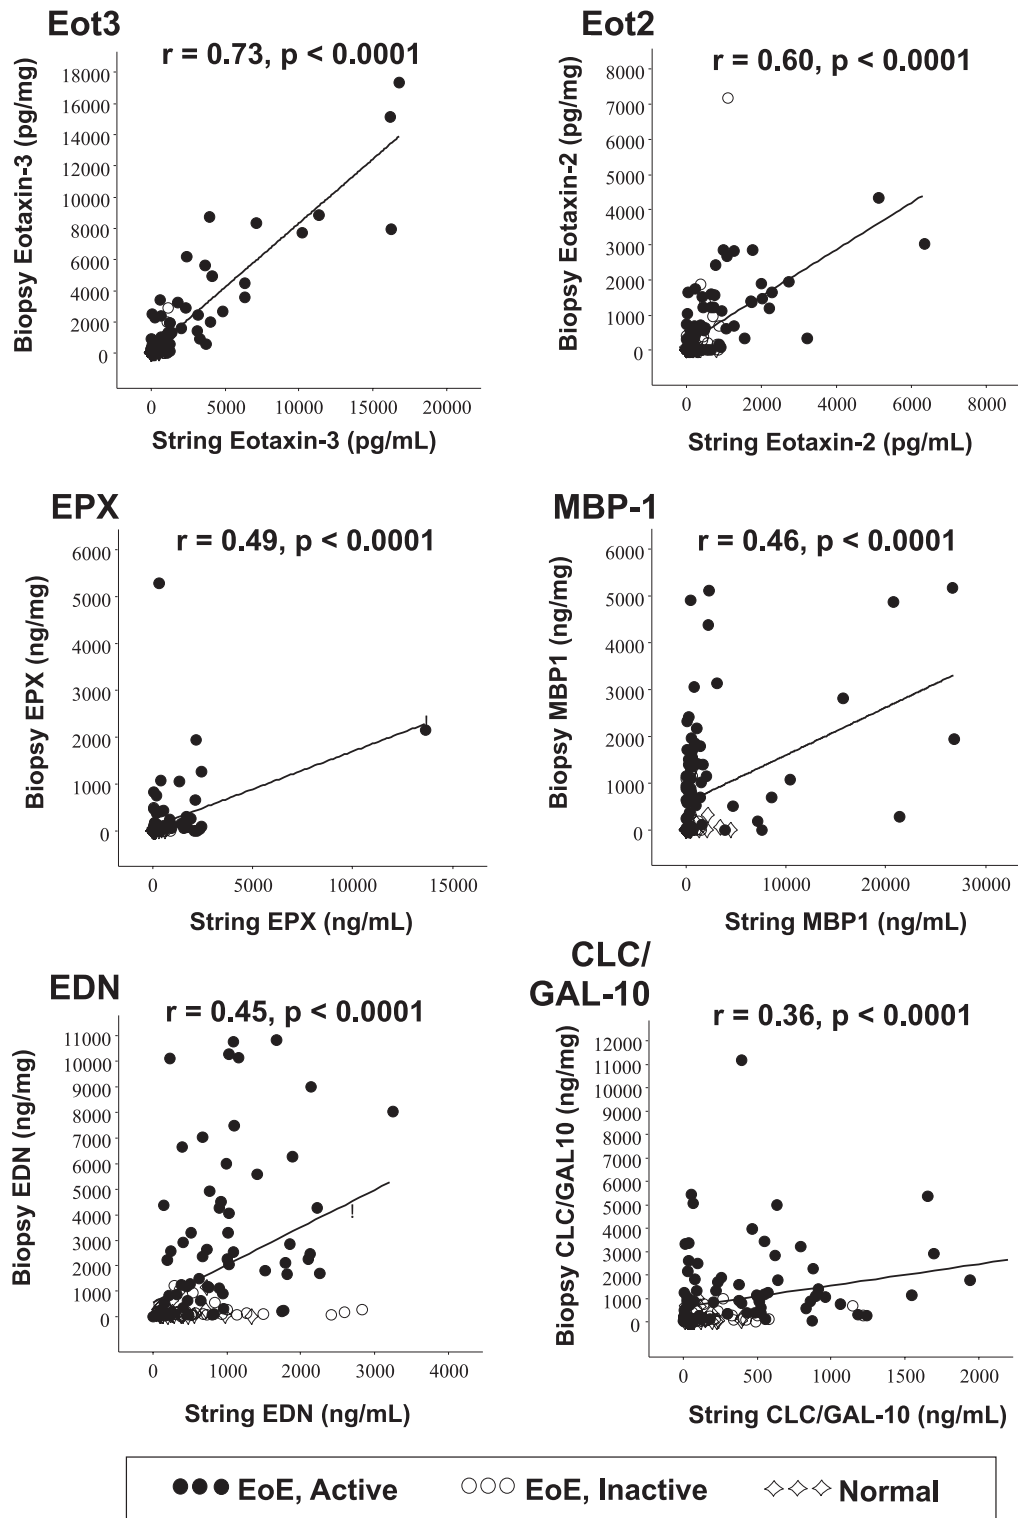 Eot3
r = 0.73, p < 0.0001
Biopsy Eotaxin-3 (pg/mg)
18000
16000
14000
12000
10000
8000
6000
4000
2000
0
0 5000 10000 15000 20000
String Eotaxin-3 (pg/mL)
Eot2
r = 0.60, p < 0.0001
Biopsy Eotaxin-2 (pg/mg)
8000
7000
6000
5000
4000
3000
2000
1000
0
0 2000 4000 6000 8000
String Eotaxin-2 (pg/mL)
EPX
r = 0.49, p < 0.0001
Biopsy EPX (ng/mg)
6000
5000
4000
3000
2000
1000
0
!
0 5000 10000 15000
String EPX (ng/mL)
MBP-1
r = 0.46, p < 0.0001
Biopsy MBP1 (ng/mg)
6000
5000
4000
3000
2000
1000
0
0 10000 20000 30000
String MBP1 (ng/mL)
EDN
r = 0.45, p < 0.0001
Biopsy EDN (ng/mg)
11000
10000
9000
8000
7000
6000
5000
4000
3000
2000
1000
0
!
0 1000 2000 3000 4000
String EDN (ng/mL)
CLC/
GAL-10
r = 0.36, p < 0.0001
Biopsy CLC/GAL10 (ng/mg)
12000
11000
10000
9000
8000
7000
6000
5000
4000
3000
2000
1000
0
0 500 1000 1500 2000
String CLC/GAL-10 (ng/mL)
EoE, Active EoE, Inactive Normal